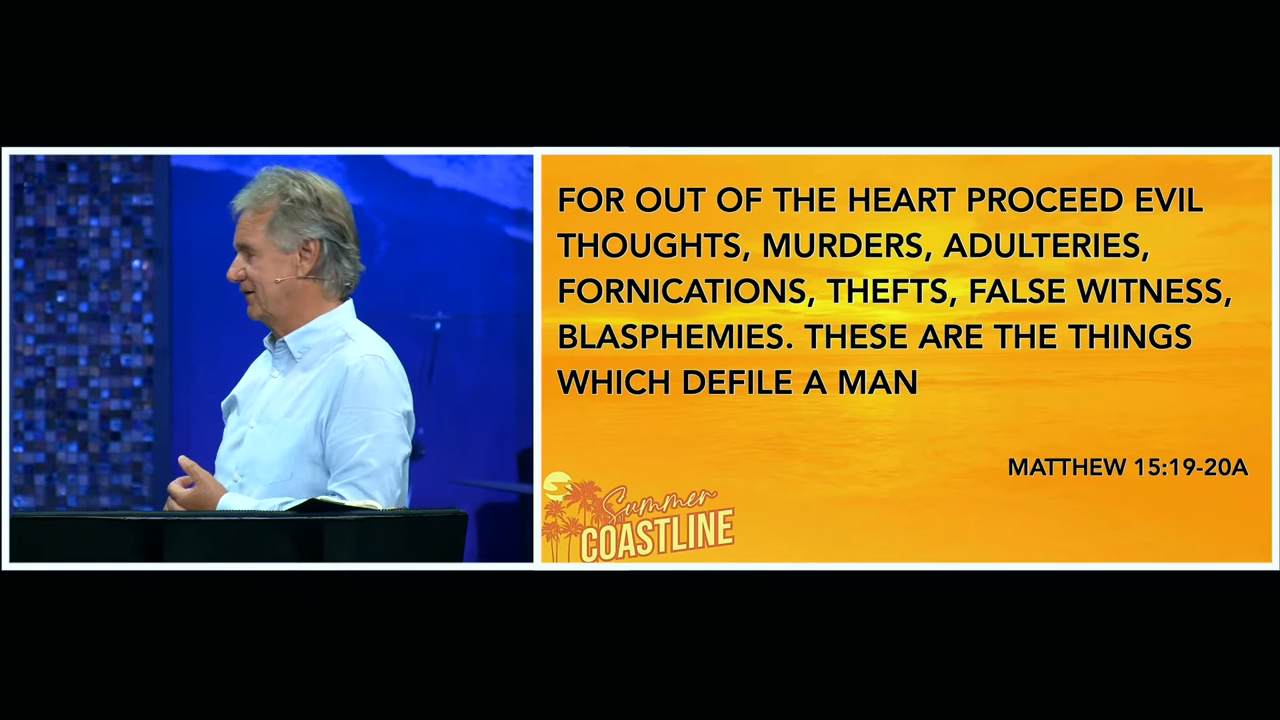 FOR OUT OF THE HEART PROCEED EVIL
THOUGHTS, MURDERS, ADULTERIES,
FORNICATIONS, THEFTS, FALSE WITNESS,
BLASPHEMIES. THESE ARE THE THINGS
WHICH DEFILE A MAN
MATTHEW 15:19-20A
Summer
COASTLINE